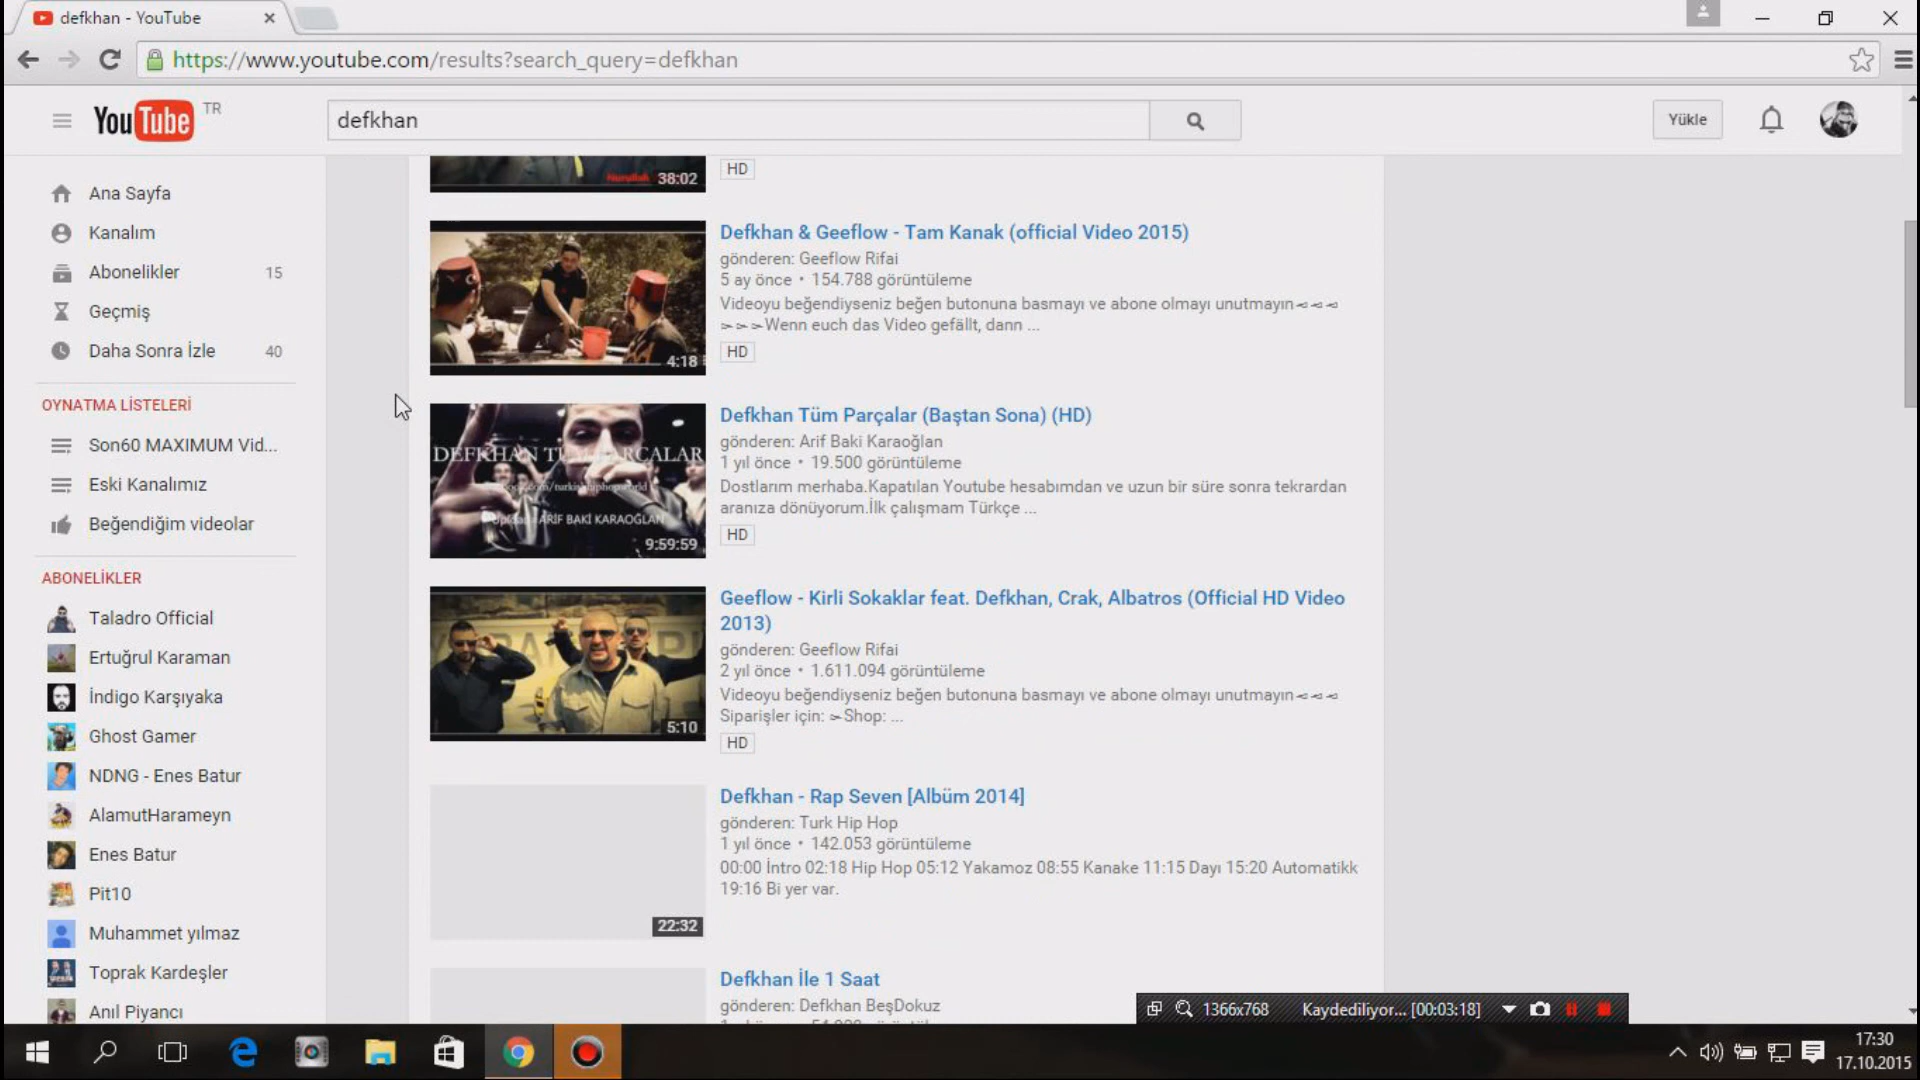 defkhan - YouTube
https://www.youtube.com/results?search_query=defkhan
YouTube TR
defkhan
Yükle
Ana Sayfa
Kanalım
Abonelikler 15
Geçmiş
Daha Sonra İzle 40
OYNATMA LİSTELERİ
Son60 MAXIMUM Vid...
Eski Kanalımız
Beğendiğim videolar
ABONELİKLER
Taladro Official
Ertuğrul Karaman
İndigo Karşıyaka
Ghost Gamer
NDNG - Enes Batur
AlamutHarameyn
Enes Batur
Pit10
Muhammet yılmaz
Toprak Kardeşler
Anıl Piyancı
Nurullah 38:02
HD
4:18
Defkhan & Geeflow - Tam Kanak (official Video 2015)
gönderen: Geeflow Rifai
5 ay önce • 154.788 görüntüleme
Videoyu beğendiyseniz beğen butonuna basmayı ve abone olmayı unutmayın⋖⋖⋖
⋗⋗⋗Wenn euch das Video gefällt, dann ...
HD
DEFKHAN TÜM PARÇALAR
ARİF BAKİ KARAOĞLAN
9:59:59
Defkhan Tüm Parçalar (Baştan Sona) (HD)
gönderen: Arif Baki Karaoğlan
1 yıl önce • 19.500 görüntüleme
Dostlarım merhaba.Kapatılan Youtube hesabımdan ve uzun bir süre sonra tekrardan
aranıza dönüyorum.İlk çalışmam Türkçe ...
HD
5:10
Geeflow - Kirli Sokaklar feat. Defkhan, Crak, Albatros (Official HD Video
2013)
gönderen: Geeflow Rifai
2 yıl önce • 1.611.094 görüntüleme
Videoyu beğendiyseniz beğen butonuna basmayı ve abone olmayı unutmayın⋖⋖⋖
Siparişler için: ⋗Shop: ...
HD
22:32
Defkhan - Rap Seven [Albüm 2014]
gönderen: Turk Hip Hop
1 yıl önce • 142.053 görüntüleme
00:00 İntro 02:18 Hip Hop 05:12 Yakamoz 08:55 Kanake 11:15 Dayı 15:20 Automatikk
19:16 Bi yer var.
Defkhan İle 1 Saat
gönderen: Defkhan BeşDokuz
1366x768 Kaydediliyor... [00:03:18]
17:30
17.10.2015